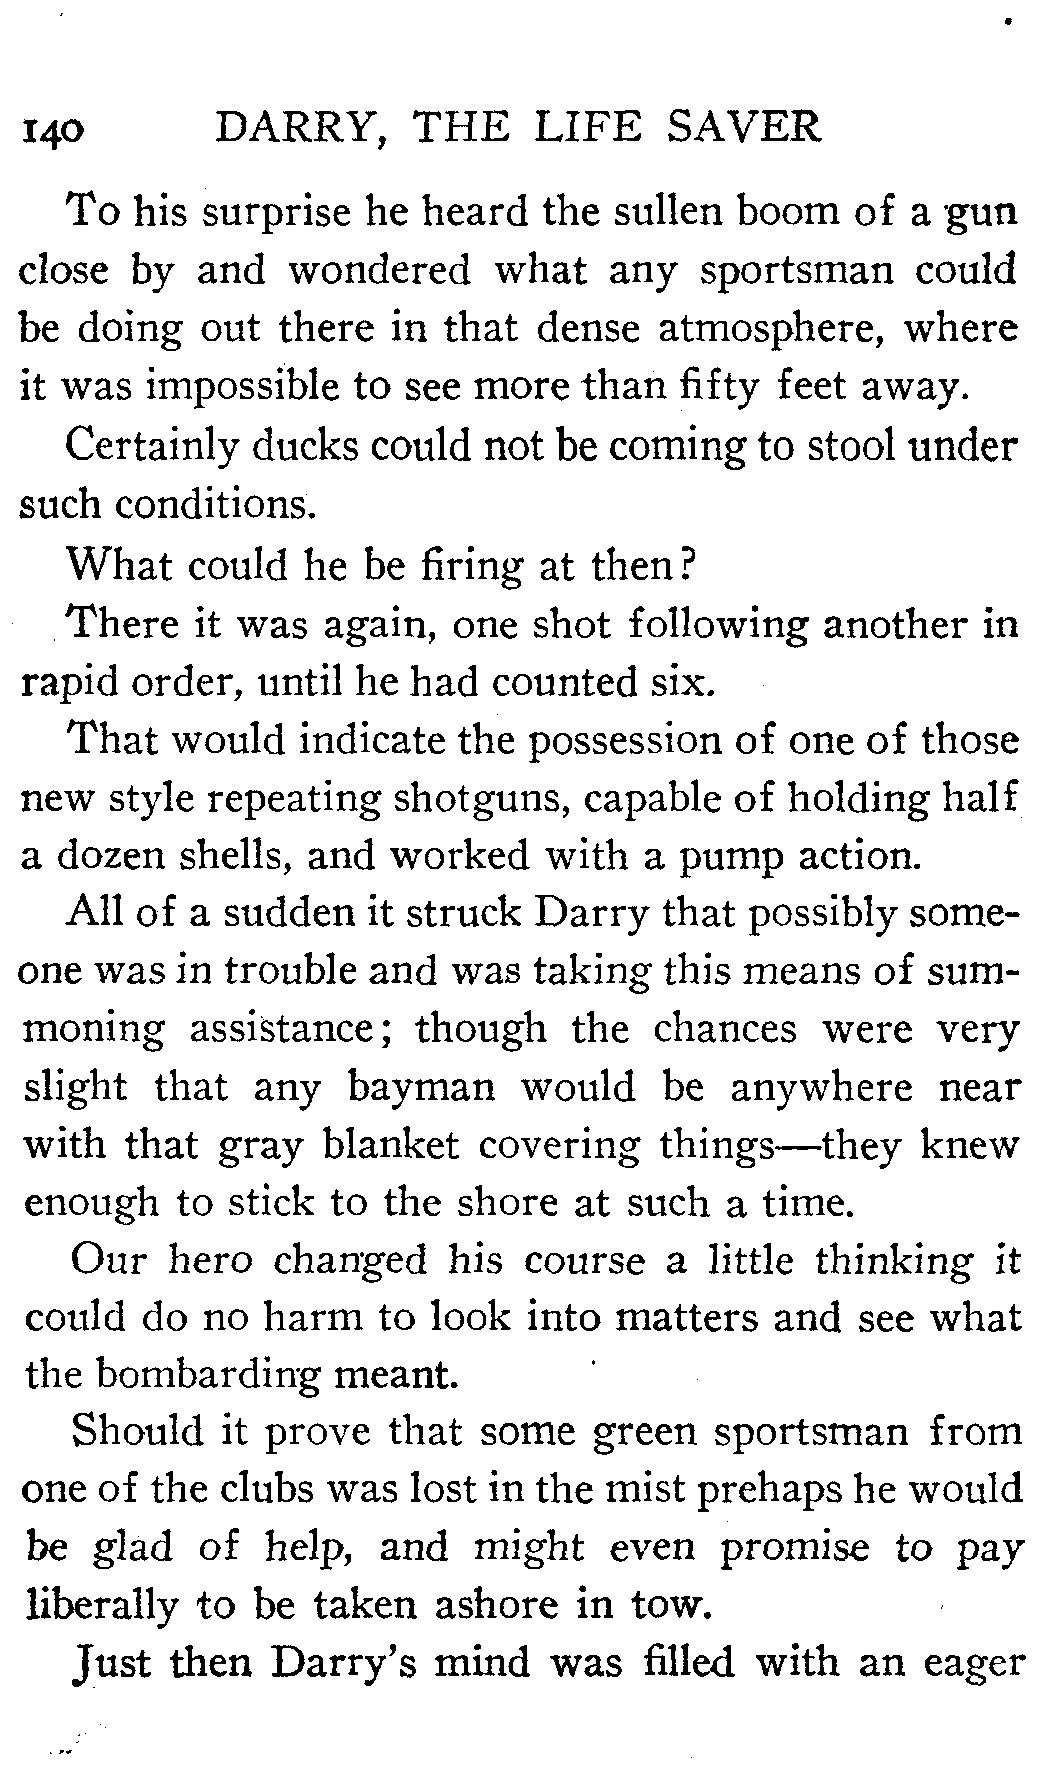 140 DARRY, THE LIFE SAVER
To his surprise he heard the sullen boom of a gun
close by and wondered what any sportsman could
be doing out there in that dense atmosphere, where
it was impossible to see more than fifty feet away.
Certainly ducks could not be coming to stool under
such conditions.
What could he be firing at then?
There it was again, one shot following another in
rapid order, until he had counted six.
That would indicate the possession of one of those
new style repeating shotguns, capable of holding half
a dozen shells, and worked with a pump action.
All of a sudden it struck Darry that possibly some-
one was in trouble and was taking this means of sum-
moning assistance; though the chances were very
slight that any bayman would be anywhere near
with that gray blanket covering things—they knew
enough to stick to the shore at such a time.
Our hero changed his course a little thinking it
could do no harm to look into matters and see what
the bombarding meant.
Should it prove that some green sportsman from
one of the clubs was lost in the mist prehaps he would
be glad of help, and might even promise to pay
liberally to be taken ashore in tow.
Just then Darry's mind was filled with an eager